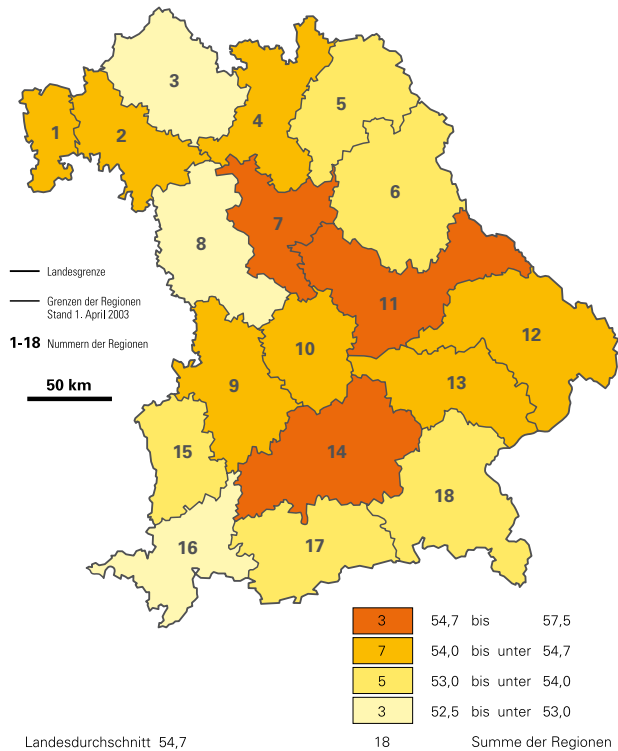 3
4
5
1
2
6
7
8
Landesgrenze
Grenzen der Regionen
Stand 1. April 2003
1-18 Nummern der Regionen
50 km
11
12
10
9
13
15
14
18
16
17
3 54,7 bis 57,5
7 54,0 bis unter 54,7
5 53,0 bis unter 54,0
3 52,5 bis unter 53,0
Landesdurchschnitt 54,7 18 Summe der Regionen